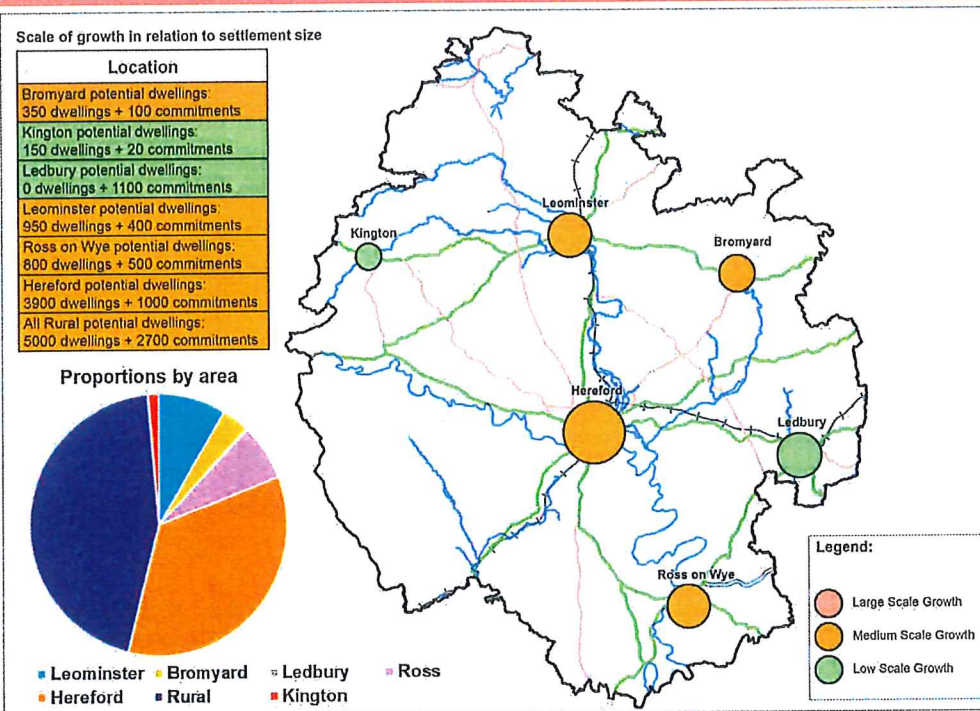 Scale of growth in relation to settlement size
Location
Bromyard potential dwellings:
350 dwellings + 100 commitments
Kington potential dwellings:
150 dwellings + 20 commitments
Ledbury potential dwellings:
0 dwellings + 1100 commitments
Leominster potential dwellings:
950 dwellings + 400 commitments
Ross on Wye potential dwellings:
800 dwellings + 500 commitments
Hereford potential dwellings:
3900 dwellings + 1000 commitments
All Rural potential dwellings:
5000 dwellings + 2700 commitments
Proportions by area
Leominster
Bromyard
Ledbury
Ross
Hereford
Rural
Kington
Leominster
Kington
Bromyard
Hereford
Ledbury
Ross on Wye
Legend:
Large Scale Growth
Medium Scale Growth
Low Scale Growth